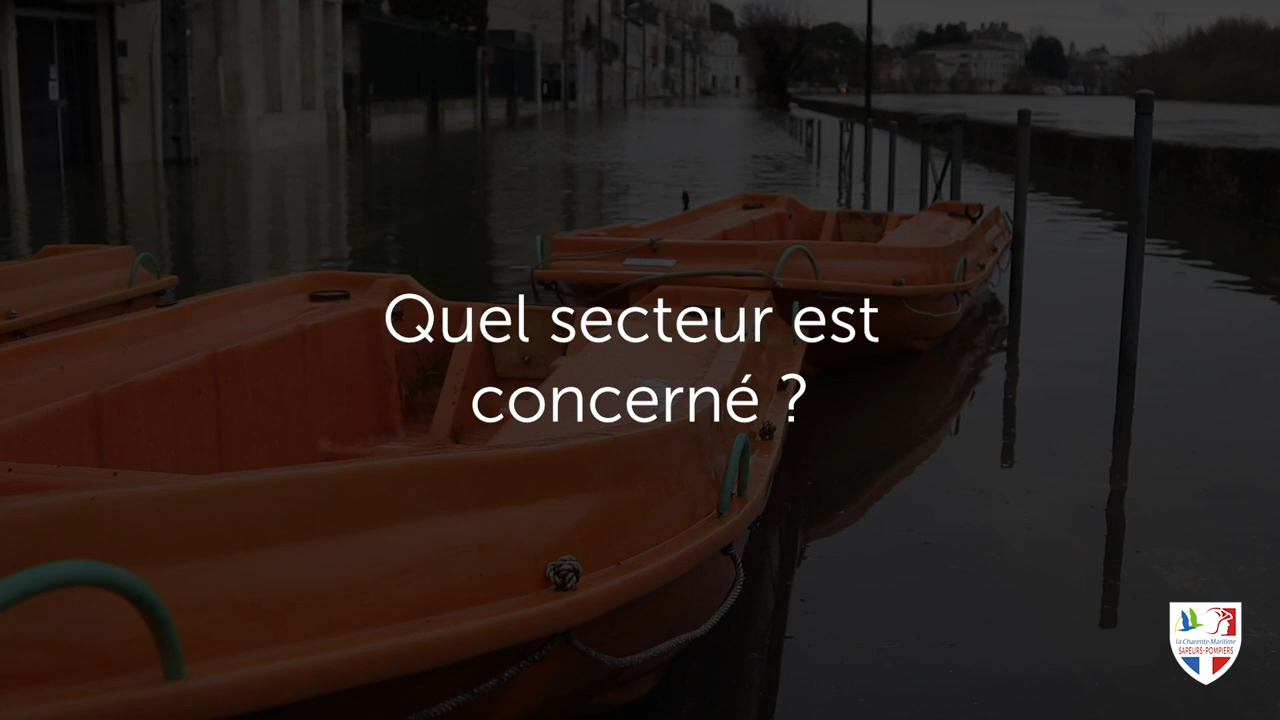 Quel secteur est
concerné ?
la Charente-Maritime
SAPEURS-POMPIERS